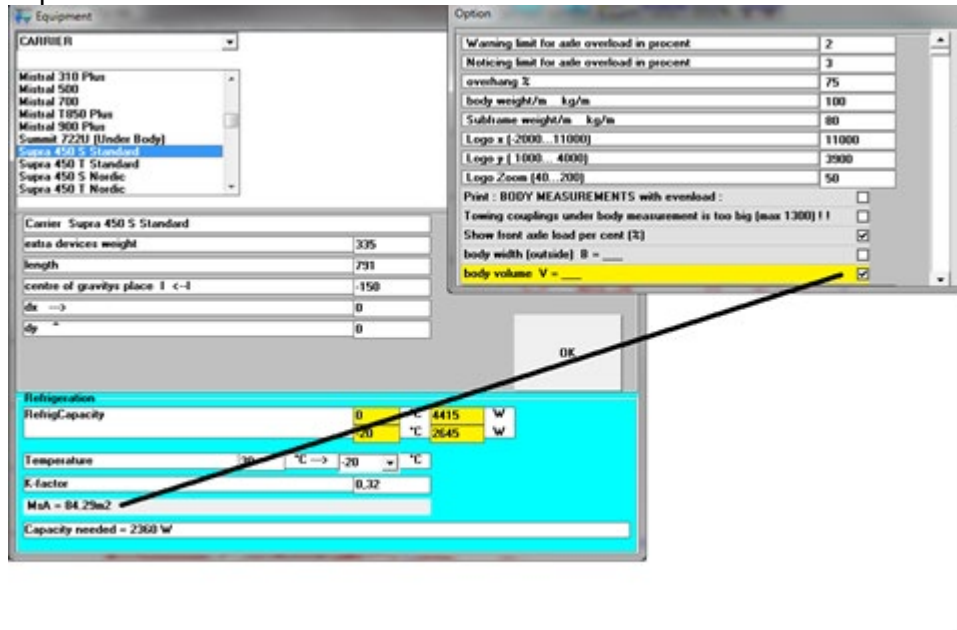 Equipment
CARRIER
Mistral 310 Plus
Mistral 500
Mistral 700
Mistral T850 Plus
Mistral 900 Plus
Summit 722U (Under Body)
Supra 450 S Standard
Supra 450 T Standard
Supra 450 S Nordic
Supra 450 T Nordic
Carrier Supra 450 S Standard
extra devices weight 335
length 791
centre of gravitys place I <-I -150
dx --> 0
dy ^ 0
OK
Refrigeration
RefrigCapacity 0 °C 4415 W
-20 °C 2645 W
Temperature 30 °C --> -20 °C
K-factor 0,32
MsA = 84.29m2
Capacity needed = 2360 W
Option
Warning limit for axle overload in procent 2
Noticing limit for axle overload in procent 3
overhang % 75
body weight/m kg/m 100
Subframe weight/m kg/m 80
Logo x (-2000...11000) 11000
Logo y ( 1000... 4000) 3900
Logo Zoom (40...200) 50
Print : BODY MEASUREMENTS with evenload :
Towing couplings under body measurement is too big (max 1300) ! !
Show front axle load per cent (%)
body width (outside) B = ___
body volume V = ___